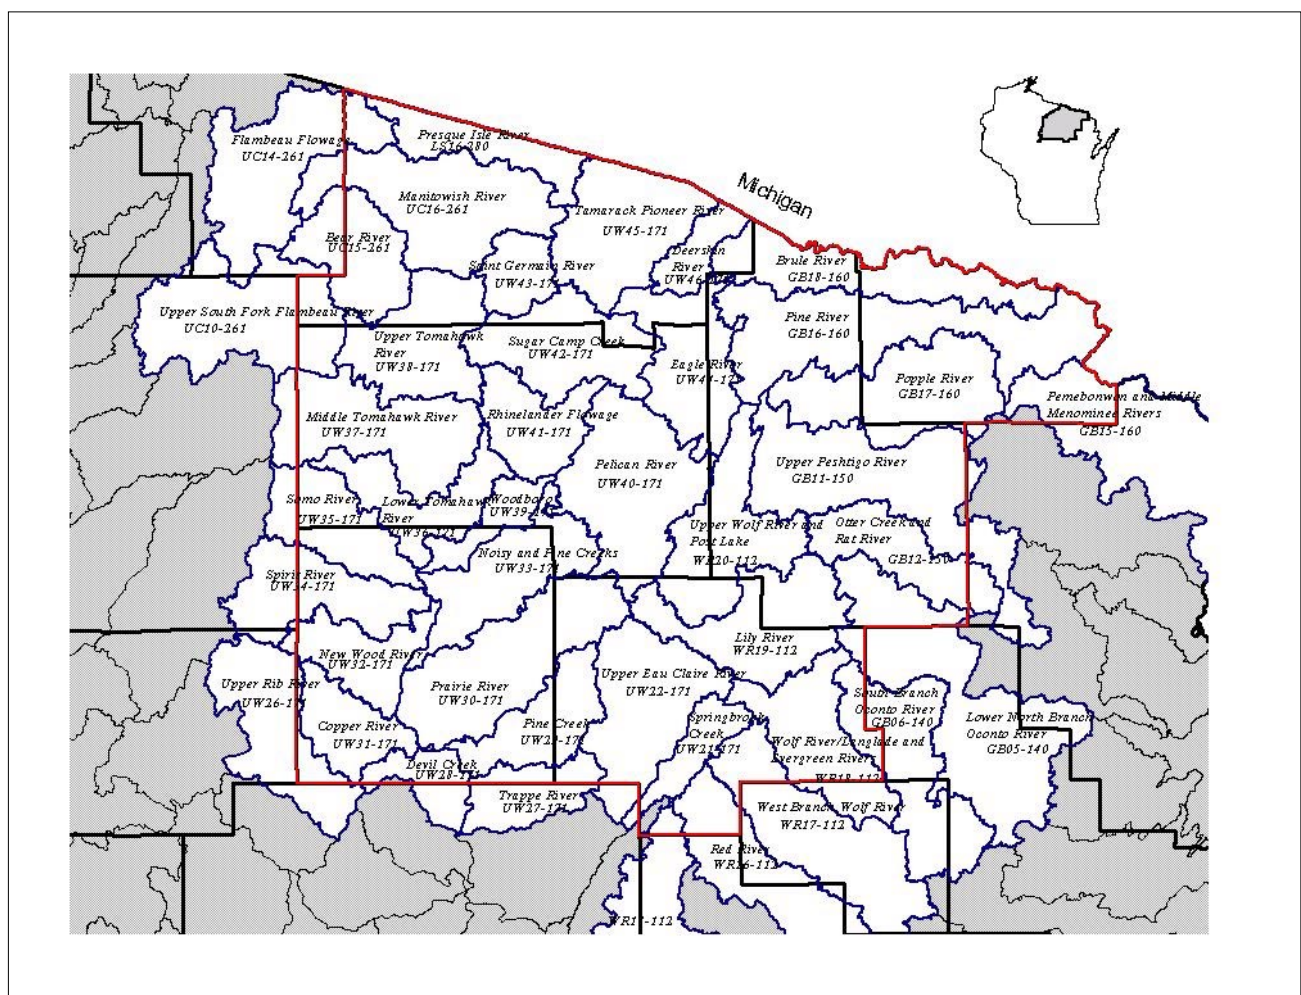 Flambeau Flowage
UC14-261
Presque Isle River
LS16-280
Michigan
Manitowish River
UC16-261
Tamarack Pioneer River
UW45-171
Bear River
UC15-261
Deerskin
River
Saint Germain River
Brule River
GB18-160
Upper South Fork Flambeau River
UC10-261
Pine River
GB16-160
Upper Tomahawk
River
UW38-171
Sugar Camp Creek
UW42-171
Eagle River
Popple River
GB17-160
Pemebonwon and Middle
Menominee Rivers
GB15-160
Middle Tomahawk River
UW37-171
Rhinelander Flowage
UW41-171
Pelican River
UW40-171
Upper Peshtigo River
GB11-150
Somo River
UW35-171
Lower Tomahawk
River
UW36-171
Upper Wolf River and
Post Lake
WR20-112
Otter Creek and
Rat River
GB12-150
Noisy and Pine Creeks
UW33-171
Spirit River
UW34-171
Lily River
WR19-112
New Wood River
UW32-171
Upper Rib River
Prairie River
UW30-171
Upper Eau Claire River
UW22-171
South Branch
Oconto River
GB06-140
Lower North Branch
Oconto River
GB05-140
Copper River
UW31-171
Pine Creek
Springbrook
Creek
UW21-171
Wolf River/Langlade and
Evergreen Rivers
WR18-112
Devil Creek
UW28-171
Trappe River
UW27-171
West Branch Wolf River
WR17-112
Red River
WR16-112